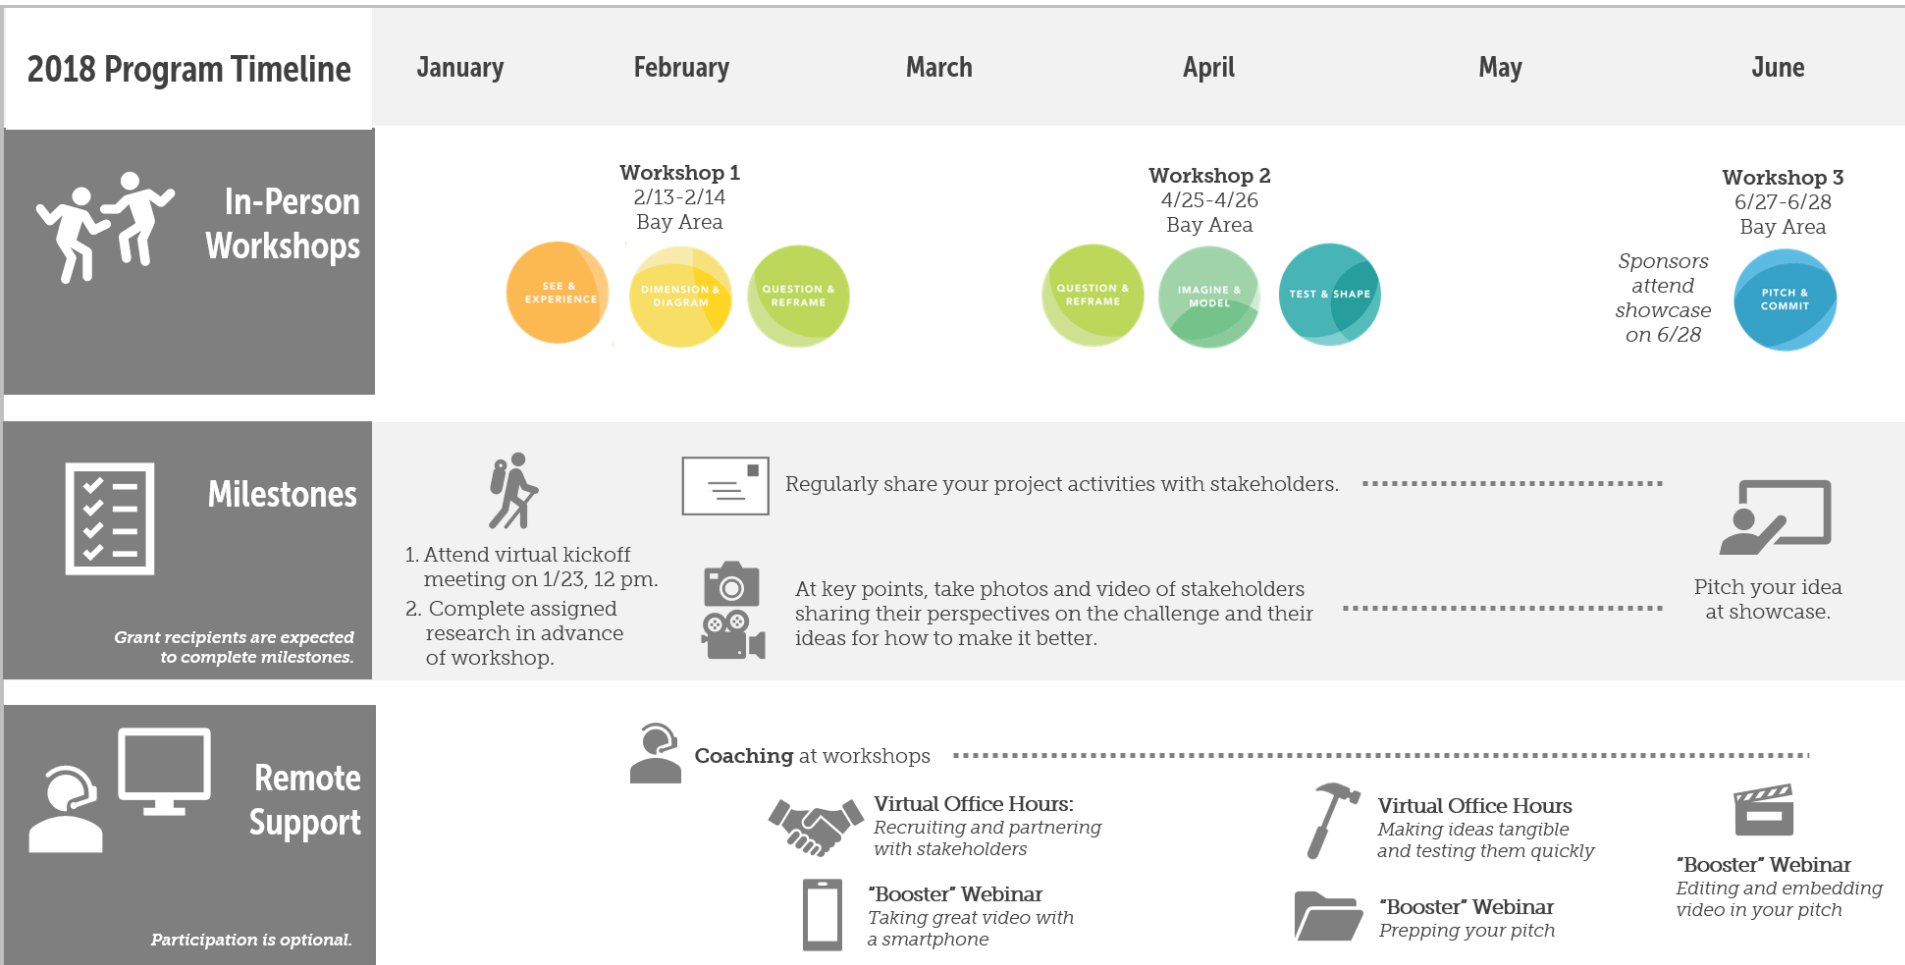 2018 Program Timeline
January
February
March
April
May
June
In-Person
Workshops
Workshop 1
2/13-2/14
Bay Area
SEE &
EXPERIENCE
DIMENSION &
DIAGRAM
QUESTION &
REFRAME
Workshop 2
4/25-4/26
Bay Area
QUESTION &
REFRAME
IMAGINE &
MODEL
TEST & SHAPE
Workshop 3
6/27-6/28
Bay Area
Sponsors
attend
showcase
on 6/28
PITCH &
COMMIT
Milestones
Grant recipients are expected
to complete milestones.
1. Attend virtual kickoff
meeting on 1/23, 12 pm.
2. Complete assigned
research in advance
of workshop.
Regularly share your project activities with stakeholders.
At key points, take photos and video of stakeholders
sharing their perspectives on the challenge and their
ideas for how to make it better.
Pitch your idea
at showcase.
Remote
Support
Participation is optional.
Coaching at workshops
Virtual Office Hours:
Recruiting and partnering
with stakeholders
"Booster" Webinar
Taking great video with
a smartphone
Virtual Office Hours
Making ideas tangible
and testing them quickly
"Booster" Webinar
Prepping your pitch
"Booster" Webinar
Editing and embedding
video in your pitch